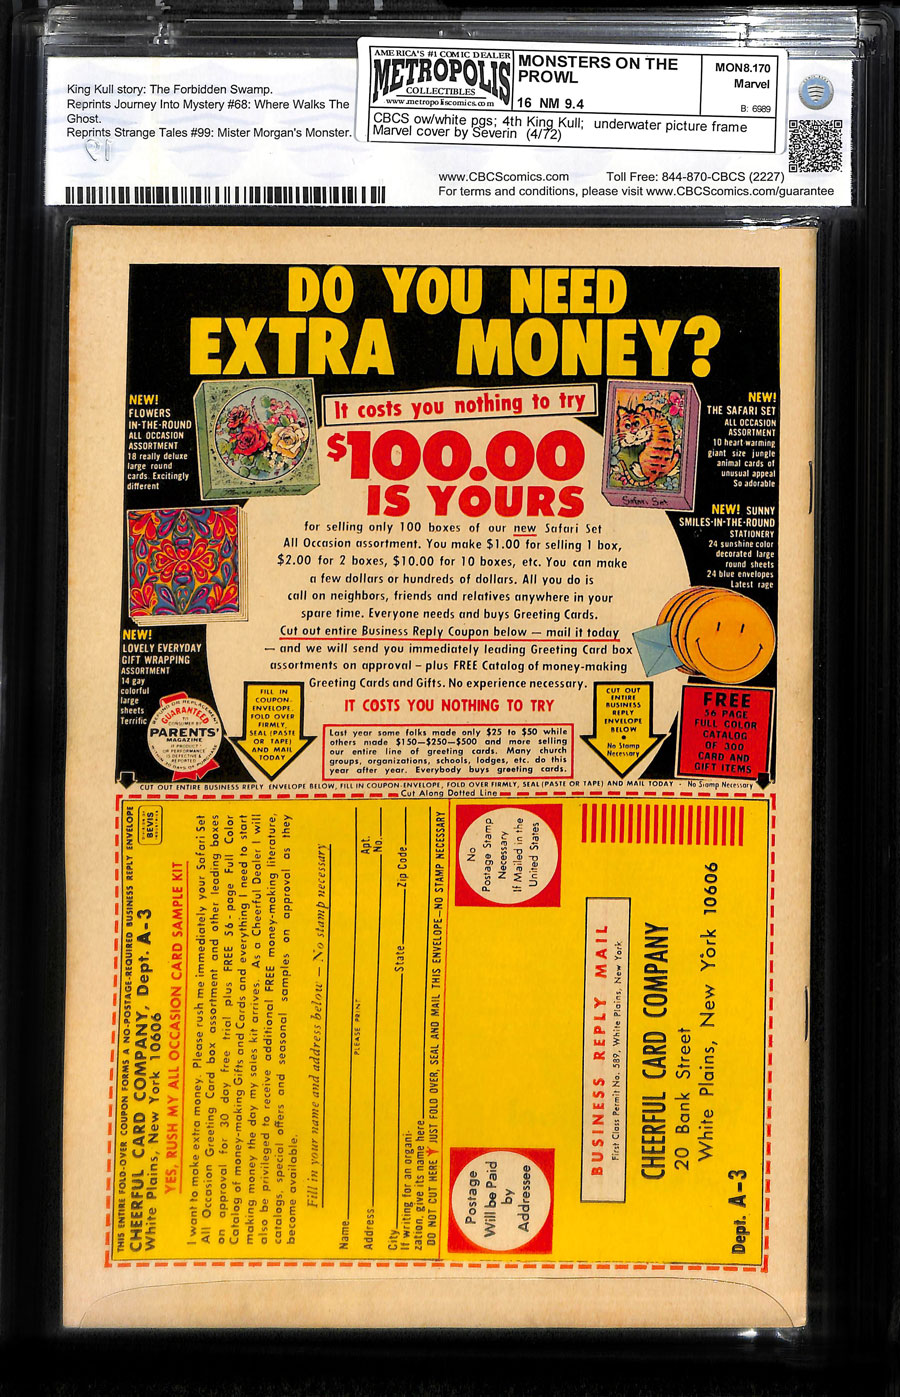 King Kull story: The Forbidden Swamp.
Reprints Journey Into Mystery #68: Where Walks The
Ghost.
Reprints Strange Tales #99: Mister Morgan's Monster.
AMERICA'S #1 COMIC DEALER
METROPOLIS
COLLECTIBLES
www.metropoliscomics.com
MONSTERS ON THE
PROWL
16 NM 9.4
MON8.170
Marvel
B: 6989
CBCS ow/white pgs; 4th King Kull; underwater picture frame
Marvel cover by Severin (4/72)
www.CBCScomics.com Toll Free: 844-870-CBCS (2227)
For terms and conditions, please visit www.CBCScomics.com/guarantee
DO YOU NEED
EXTRA MONEY?
It costs you nothing to try
$100.00
IS YOURS
NEW!
FLOWERS
IN-THE-ROUND
ALL OCCASION
ASSORTMENT
18 really deluxe
large round
cards. Excitingly
different
NEW!
THE SAFARI SET
ALL OCCASION
ASSORTMENT
10 heart-warming
giant size jungle
animal cards of
unusual appeal
So adorable
Safari Set
for selling only 100 boxes of our new Safari Set
All Occasion assortment. You make $1.00 for selling 1 box,
$2.00 for 2 boxes, $10.00 for 10 boxes, etc. You can make
a few dollars or hundreds of dollars. All you do is
call on neighbors, friends and relatives anywhere in your
spare time. Everyone needs and buys Greeting Cards.
Cut out entire Business Reply Coupon below — mail it today
— and we will send you immediately leading Greeting Card box
assortments on approval – plus FREE Catalog of money-making
Greeting Cards and Gifts. No experience necessary.
IT COSTS YOU NOTHING TO TRY
NEW! SUNNY
SMILES-IN-THE-ROUND
STATIONERY
24 sunshine color
decorated large
round sheets
24 blue envelopes
Latest rage
NEW!
LOVELY EVERYDAY
GIFT WRAPPING
ASSORTMENT
14 gay
colorful
large
sheets
Terrific
GUARANTEED
PARENTS'
MAGAZINE
IF PRODUCT
OR PERFORMANCE
IS DEFECTIVE &
REPORTED
FILL IN
COUPON-
ENVELOPE.
FOLD OVER
FIRMLY,
SEAL (PASTE
OR TAPE)
AND MAIL
TODAY
Last year some folks made only $25 to $50 while
others made $150—$250—$500 and more selling
our entire line of greeting cards. Many church
groups, organizations, schools, lodges, etc. do this
year after year. Everybody buys greeting cards.
CUT OUT
ENTIRE
BUSINESS
REPLY
ENVELOPE
BELOW
No Stamp
Necessary
FREE
56 PAGE
FULL COLOR
CATALOG
OF 300
CARD AND
GIFT ITEMS
CUT OUT ENTIRE BUSINESS REPLY ENVELOPE BELOW, FILL IN COUPON-ENVELOPE, FOLD OVER FIRMLY, SEAL (PASTE OR TAPE) AND MAIL TODAY - No Stamp Necessary
Cut Along Dotted Line
THIS ENTIRE FOLD-OVER COUPON FORMS A NO-POSTAGE-REQUIRED BUSINESS REPLY ENVELOPE
CHEERFUL CARD COMPANY, Dept. A-3
White Plains, New York 10606
BEVIS
YES, RUSH MY ALL OCCASION CARD SAMPLE KIT
I want to make extra money. Please rush me immediately your Safari Set
All Occasion Greeting Card box assortment and other leading boxes
on approval for 30 day free trial plus FREE 56-page Full Color
Catalog of money-making Gifts and Cards and everything I need to start
making money the day my sales kit arrives. As a Cheerful Dealer I will
also be privileged to receive additional FREE money-making literature,
catalogs, special offers and seasonal samples on approval as they
become available.
Fill in your name and address below — No stamp necessary
Name
PLEASE PRINT
Address
Apt.
No.
City State Zip Code
If writing for an organi-
zation, give its name here
DO NOT CUT HERE JUST FOLD OVER, SEAL AND MAIL THIS ENVELOPE—NO STAMP NECESSARY
No
Postage Stamp
Necessary
If Mailed in the
United States
Postage
Will be Paid
by
Addressee
BUSINESS REPLY MAIL
First Class Permit No. 589, White Plains, New York
CHEERFUL CARD COMPANY
20 Bank Street
White Plains, New York 10606
Dept. A-3